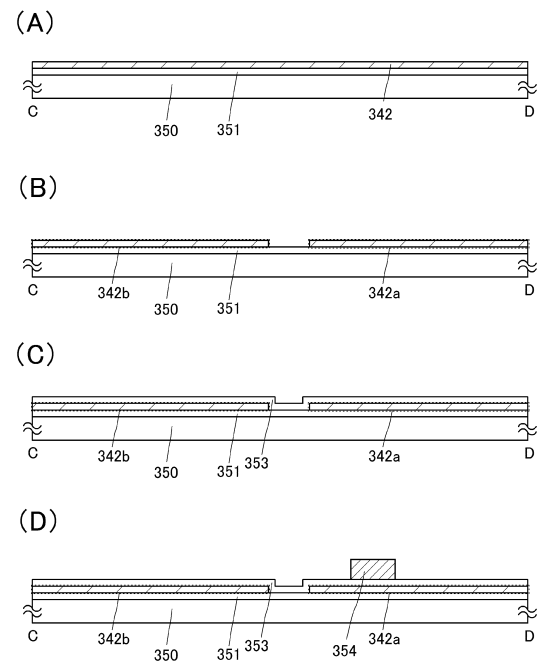 (A)
C 350 351 342 D
(B)
C 342b 350 351 342a D
(C)
C 342b 350 351 353 342a D
(D)
C 342b 350 351 353 354 342a D